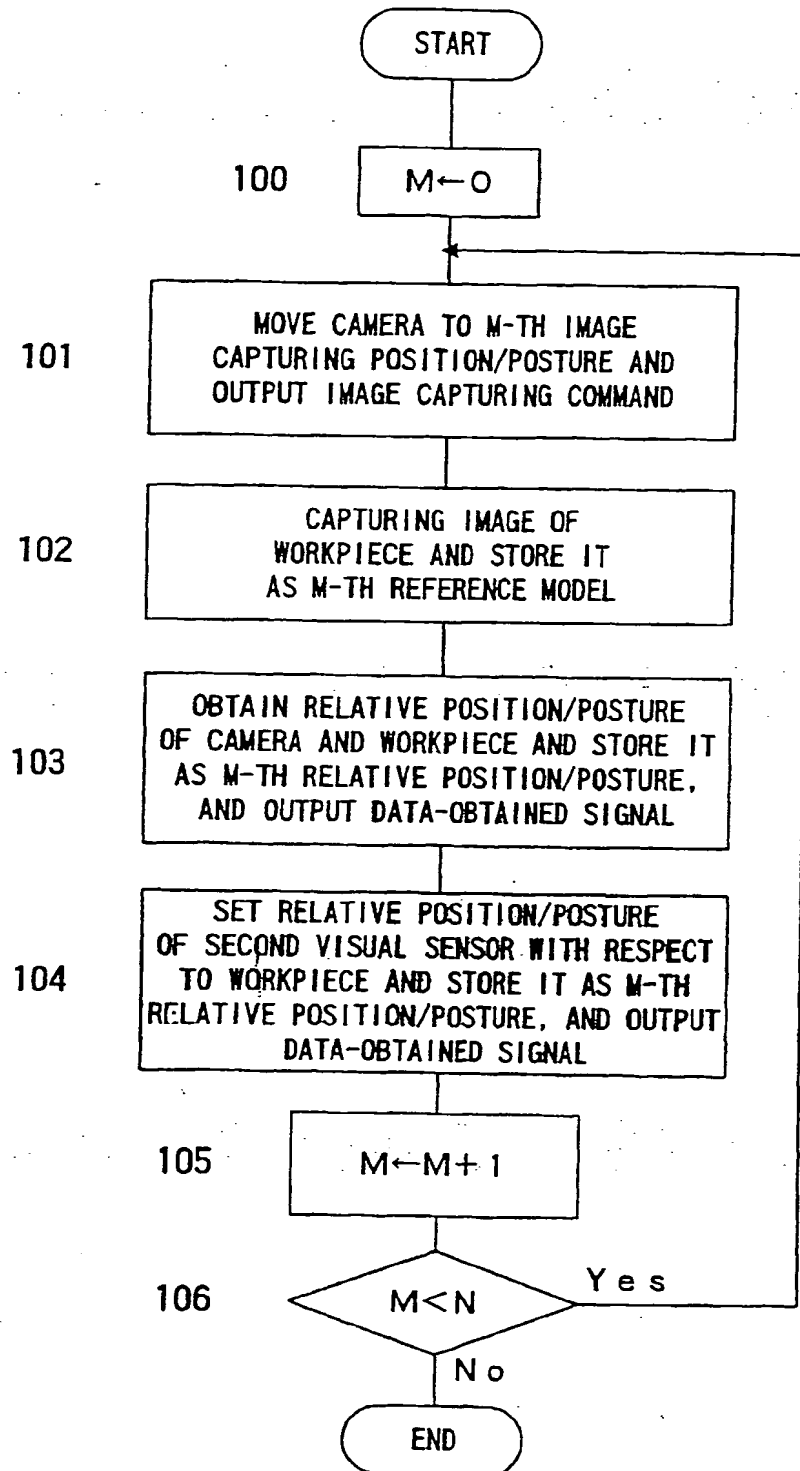 START
100
M←0
101
MOVE CAMERA TO M-TH IMAGE
CAPTURING POSITION/POSTURE AND
OUTPUT IMAGE CAPTURING COMMAND
102
CAPTURING IMAGE OF
WORKPIECE AND STORE IT
AS M-TH REFERENCE MODEL
103
OBTAIN RELATIVE POSITION/POSTURE
OF CAMERA AND WORKPIECE AND STORE IT
AS M-TH RELATIVE POSITION/POSTURE,
AND OUTPUT DATA-OBTAINED SIGNAL
104
SET RELATIVE POSITION/POSTURE
OF SECOND VISUAL SENSOR WITH RESPECT
TO WORKPIECE AND STORE IT AS M-TH
RELATIVE POSITION/POSTURE, AND OUTPUT
DATA-OBTAINED SIGNAL
105
M←M+1
106
M<N
Yes
No
END